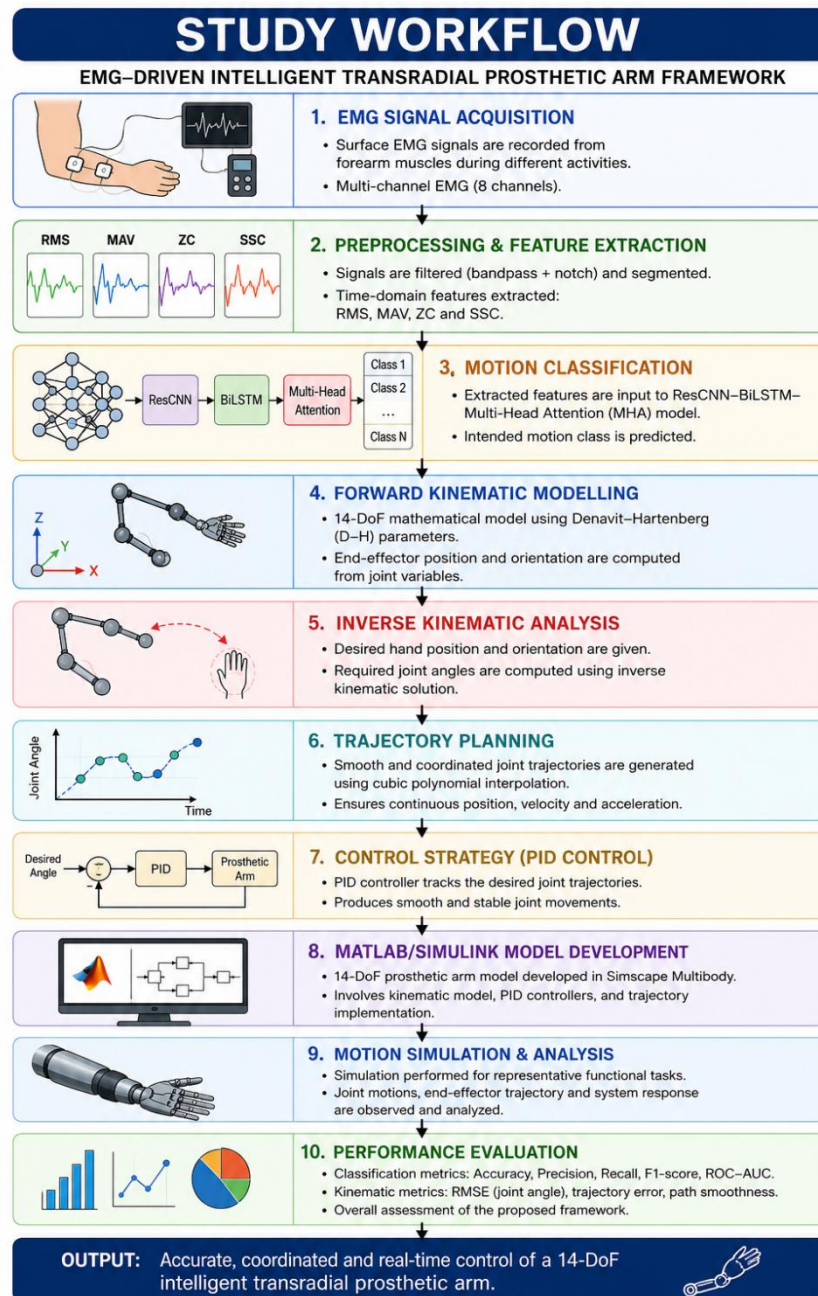 STUDY WORKFLOW
EMG–DRIVEN INTELLIGENT TRANSRADIAL PROSTHETIC ARM FRAMEWORK
1. EMG SIGNAL ACQUISITION
• Surface EMG signals are recorded from
forearm muscles during different activities.
• Multi-channel EMG (8 channels).
RMS MAV ZC SSC
2. PREPROCESSING & FEATURE EXTRACTION
• Signals are filtered (bandpass + notch) and segmented.
• Time-domain features extracted:
RMS, MAV, ZC and SSC.
ResCNN
BiLSTM
Multi-Head
Attention
Class 1
Class 2
...
Class N
3. MOTION CLASSIFICATION
• Extracted features are input to ResCNN–BiLSTM–
Multi-Head Attention (MHA) model.
• Intended motion class is predicted.
Z
Y
X
4. FORWARD KINEMATIC MODELLING
• 14-DoF mathematical model using Denavit–Hartenberg
(D–H) parameters.
• End-effector position and orientation are computed
from joint variables.
5. INVERSE KINEMATIC ANALYSIS
• Desired hand position and orientation are given.
• Required joint angles are computed using inverse
kinematic solution.
Joint Angle
Time
6. TRAJECTORY PLANNING
• Smooth and coordinated joint trajectories are generated
using cubic polynomial interpolation.
• Ensures continuous position, velocity and acceleration.
Desired
Angle
PID
Prosthetic
Arm
7. CONTROL STRATEGY (PID CONTROL)
• PID controller tracks the desired joint trajectories.
• Produces smooth and stable joint movements.
8. MATLAB/SIMULINK MODEL DEVELOPMENT
• 14-DoF prosthetic arm model developed in Simscape Multibody.
• Involves kinematic model, PID controllers, and trajectory
implementation.
9. MOTION SIMULATION & ANALYSIS
• Simulation performed for representative functional tasks.
• Joint motions, end-effector trajectory and system response
are observed and analyzed.
10. PERFORMANCE EVALUATION
• Classification metrics: Accuracy, Precision, Recall, F1-score, ROC–AUC.
• Kinematic metrics: RMSE (joint angle), trajectory error, path smoothness.
• Overall assessment of the proposed framework.
OUTPUT: Accurate, coordinated and real-time control of a 14-DoF
intelligent transradial prosthetic arm.